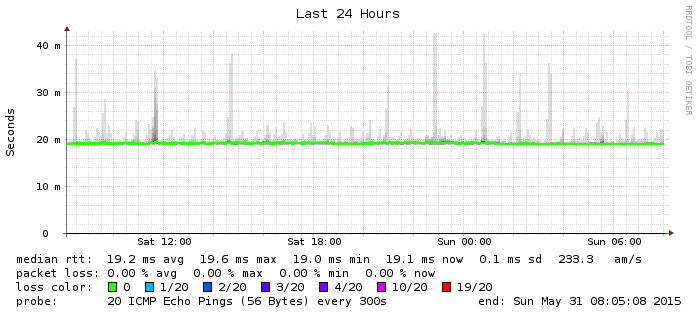 Last 24 Hours
RRDTOOL / TOBI OETIKER
Seconds
40 m
30 m
20 m
10 m
0
Sat 12:00 Sat 18:00 Sun 00:00 Sun 06:00
median rtt: 19.2 ms avg 19.6 ms max 19.0 ms min 19.1 ms now 0.1 ms sd 233.3 am/s
packet loss: 0.00 % avg 0.00 % max 0.00 % min 0.00 % now
loss color: 0 1/20 2/20 3/20 4/20 10/20 19/20
probe: 20 ICMP Echo Pings (56 Bytes) every 300s end: Sun May 31 08:05:08 2015